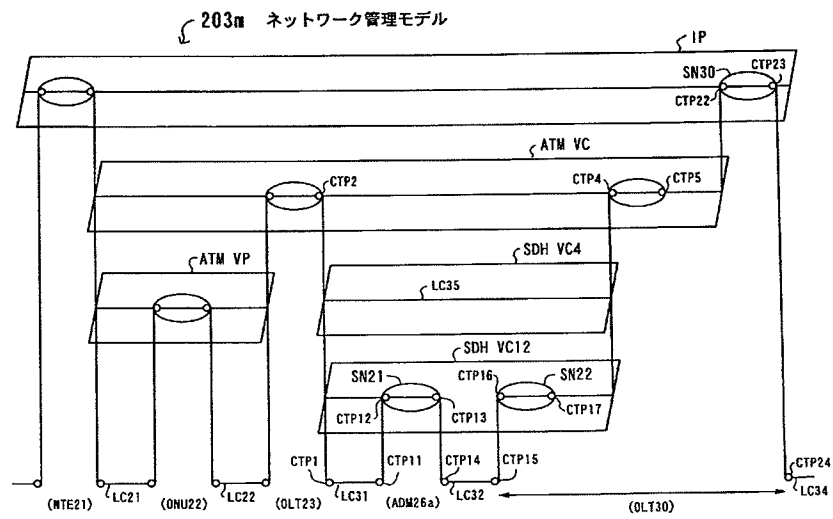 203m ネットワーク管理モデル
IP
SN30
CTP23
CTP22
ATM VC
CTP2
CTP4
CTP5
ATM VP
SDH VC4
LC35
SDH VC12
SN21
CTP16
SN22
CTP12
CTP13
CTP17
CTP1
CTP11
CTP14
CTP15
CTP24
LC21
LC22
LC31
LC32
LC34
(NTE21)
(ONU22)
(OLT23)
(ADM26a)
(OLT30)